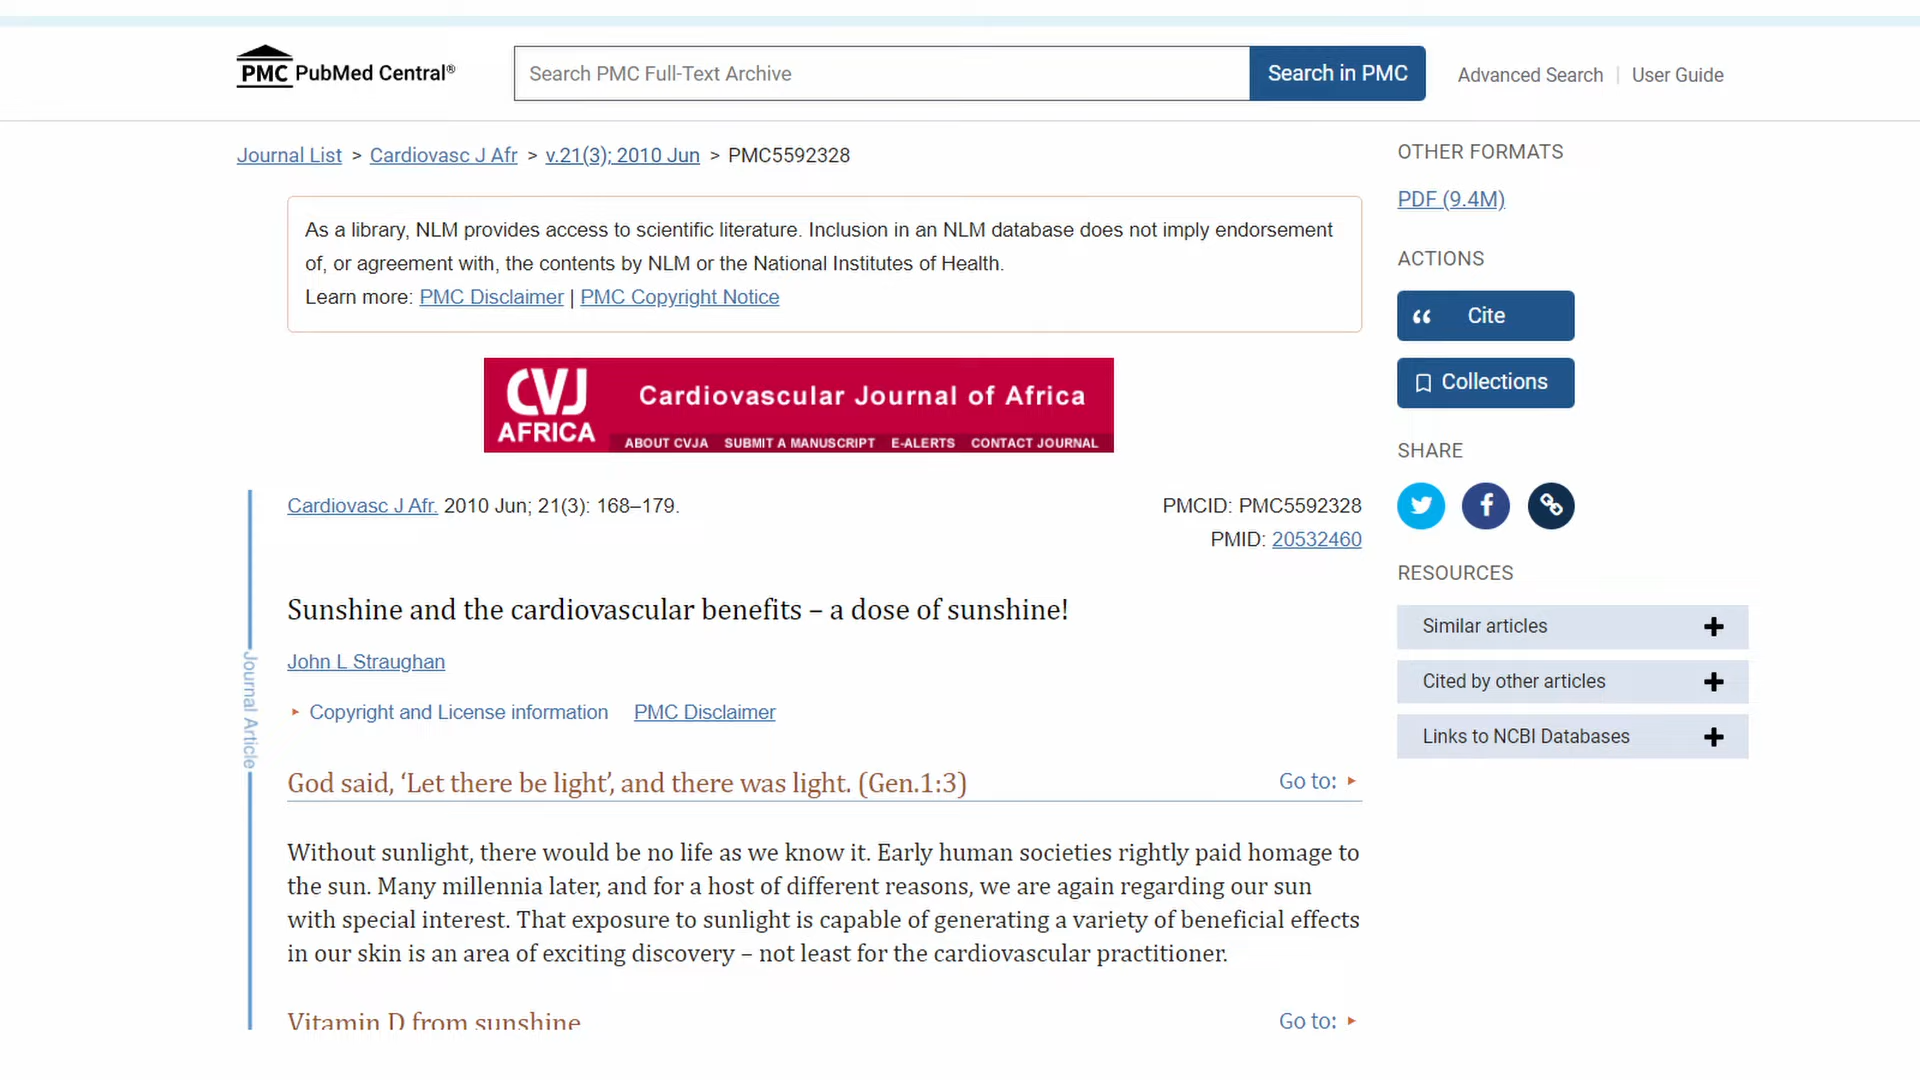 PMC PubMed Central®
Search PMC Full-Text Archive
Search in PMC
Advanced Search | User Guide
Journal List > Cardiovasc J Afr > v.21(3); 2010 Jun > PMC5592328
As a library, NLM provides access to scientific literature. Inclusion in an NLM database does not imply endorsement
of, or agreement with, the contents by NLM or the National Institutes of Health.
Learn more: PMC Disclaimer | PMC Copyright Notice
CVJ
AFRICA
Cardiovascular Journal of Africa
ABOUT CVJA SUBMIT A MANUSCRIPT E-ALERTS CONTACT JOURNAL
Journal Article
Cardiovasc J Afr. 2010 Jun; 21(3): 168–179.
PMCID: PMC5592328
PMID: 20532460
Sunshine and the cardiovascular benefits – a dose of sunshine!
John L Straughan
Copyright and License information PMC Disclaimer
God said, ‘Let there be light’, and there was light. (Gen.1:3)
Go to:
Without sunlight, there would be no life as we know it. Early human societies rightly paid homage to
the sun. Many millennia later, and for a host of different reasons, we are again regarding our sun
with special interest. That exposure to sunlight is capable of generating a variety of beneficial effects
in our skin is an area of exciting discovery – not least for the cardiovascular practitioner.
Vitamin D from sunshine
Go to:
OTHER FORMATS
PDF (9.4M)
ACTIONS
Cite
Collections
SHARE
RESOURCES
Similar articles
Cited by other articles
Links to NCBI Databases